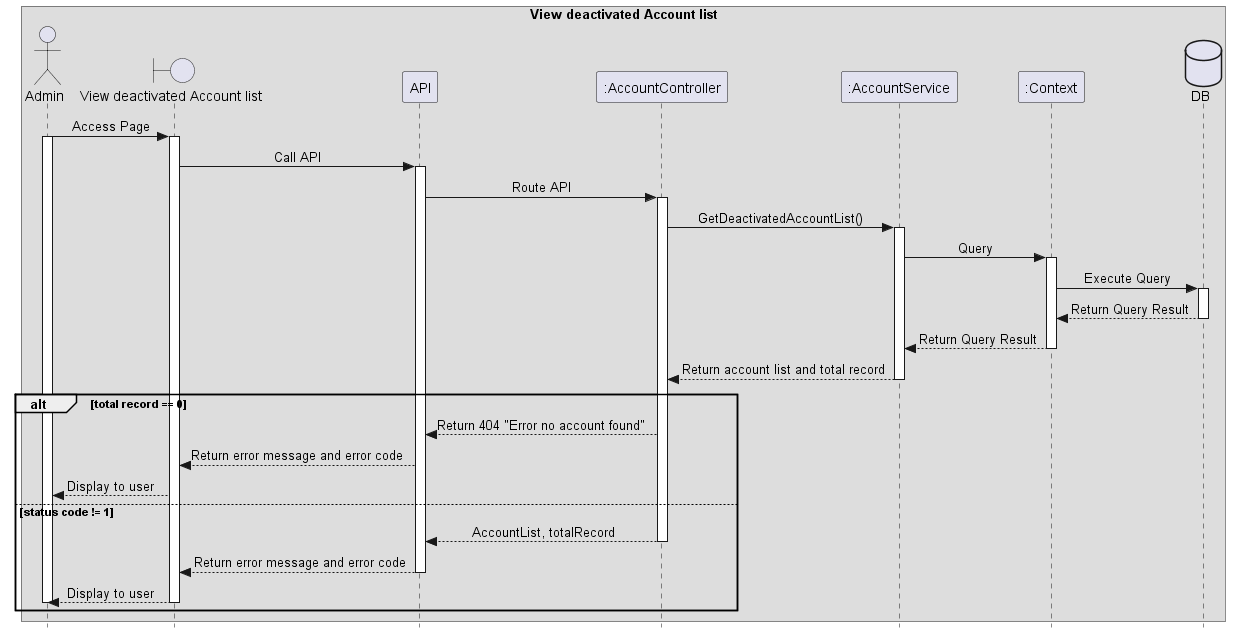 View deactivated Account list
Admin
View deactivated Account list
API
:AccountController
:AccountService
:Context
DB
Access Page
Call API
Route API
GetDeactivatedAccountList()
Query
Execute Query
Return Query Result
Return Query Result
Return account list and total record
alt
[total record == 0]
Return 404 "Error no account found"
Return error message and error code
Display to user
[status code != 1]
AccountList, totalRecord
Return error message and error code
Display to user